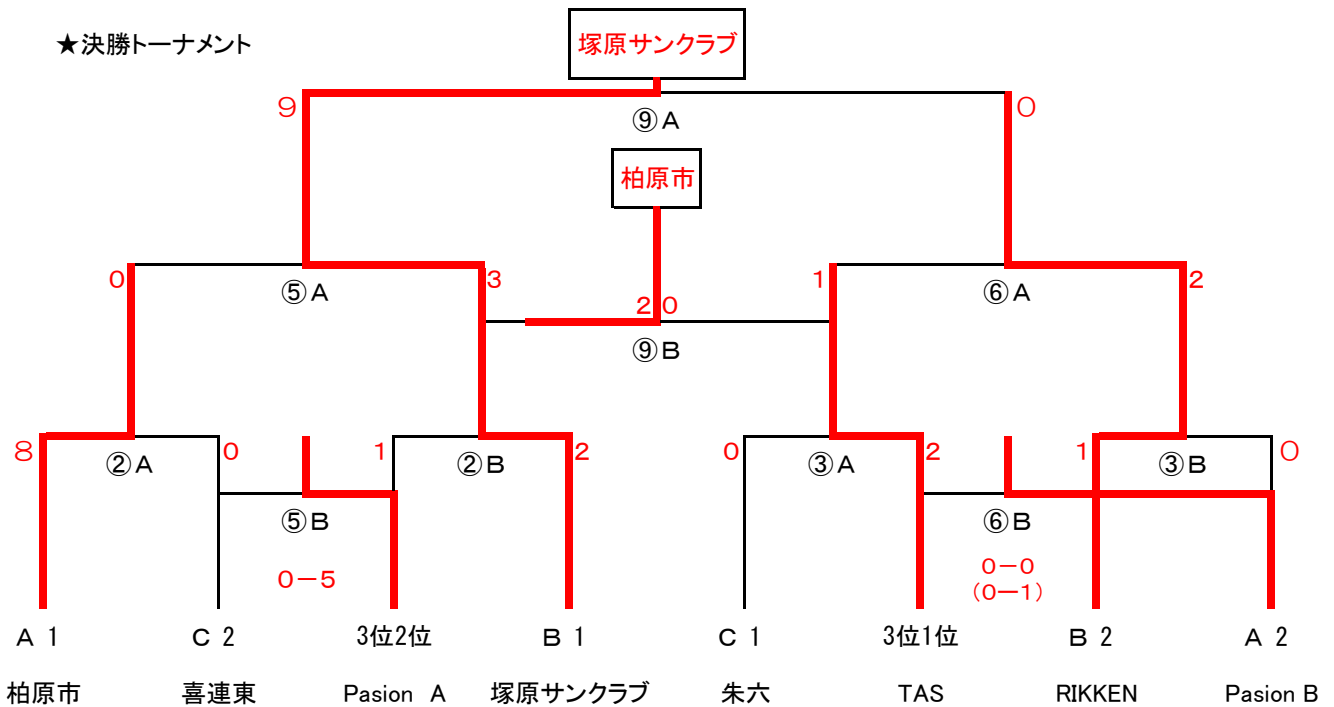 ★決勝トーナメント
塚原サンクラブ
９ ０
⑨Ａ
柏原市
０ ３ １ ２
⑤Ａ ⑥Ａ
２ ０
⑨Ｂ
８ ０ １ ２ ０ ２ １ ０
②Ａ ②Ｂ ③Ａ ③Ｂ
⑤Ｂ ⑥Ｂ
０－５ ０－０
（０－１）
Ａ 1 Ｃ 2 3位2位 Ｂ 1 Ｃ 1 3位1位 Ｂ 2 Ａ 2
柏原市 喜連東 Pasion A 塚原サンクラブ 朱六 TAS RIKKEN Pasion B